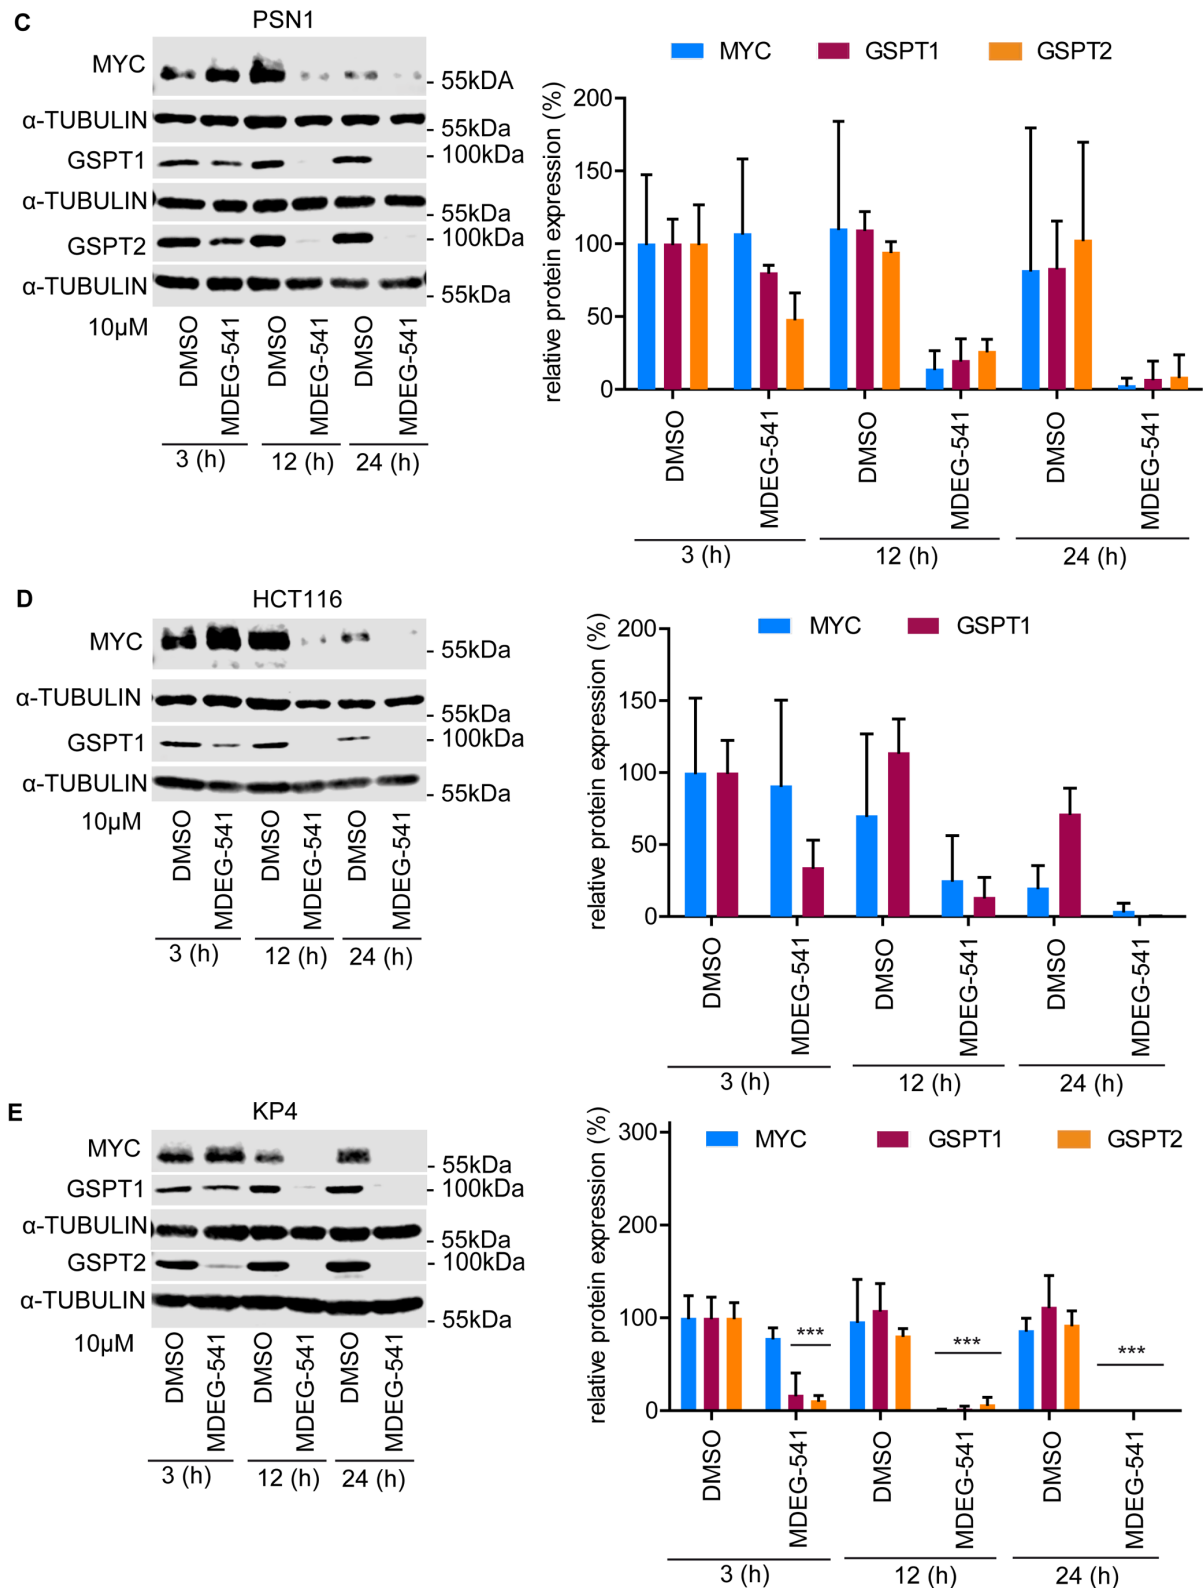 C
PSN1
MYC
- 55kDA
α-TUBULIN
- 55kDa
GSPT1
- 100kDa
α-TUBULIN
- 55kDa
GSPT2
- 100kDa
α-TUBULIN
- 55kDa
10µM
DMSO
MDEG-541
DMSO
MDEG-541
DMSO
MDEG-541
3 (h)
12 (h)
24 (h)
MYC
GSPT1
GSPT2
relative protein expression (%)
200
150
100
50
0
DMSO
MDEG-541
DMSO
MDEG-541
DMSO
MDEG-541
3 (h)
12 (h)
24 (h)
D
HCT116
MYC
- 55kDa
α-TUBULIN
- 55kDa
GSPT1
- 100kDa
α-TUBULIN
- 55kDa
10µM
DMSO
MDEG-541
DMSO
MDEG-541
DMSO
MDEG-541
3 (h)
12 (h)
24 (h)
MYC
GSPT1
relative protein expression (%)
200
150
100
50
0
DMSO
MDEG-541
DMSO
MDEG-541
DMSO
MDEG-541
3 (h)
12 (h)
24 (h)
E
KP4
MYC
- 55kDa
GSPT1
- 100kDa
α-TUBULIN
- 55kDa
GSPT2
- 100kDa
α-TUBULIN
- 55kDa
10µM
DMSO
MDEG-541
DMSO
MDEG-541
DMSO
MDEG-541
3 (h)
12 (h)
24 (h)
MYC
GSPT1
GSPT2
relative protein expression (%)
300
200
100
0
***
***
***
DMSO
MDEG-541
DMSO
MDEG-541
DMSO
MDEG-541
3 (h)
12 (h)
24 (h)